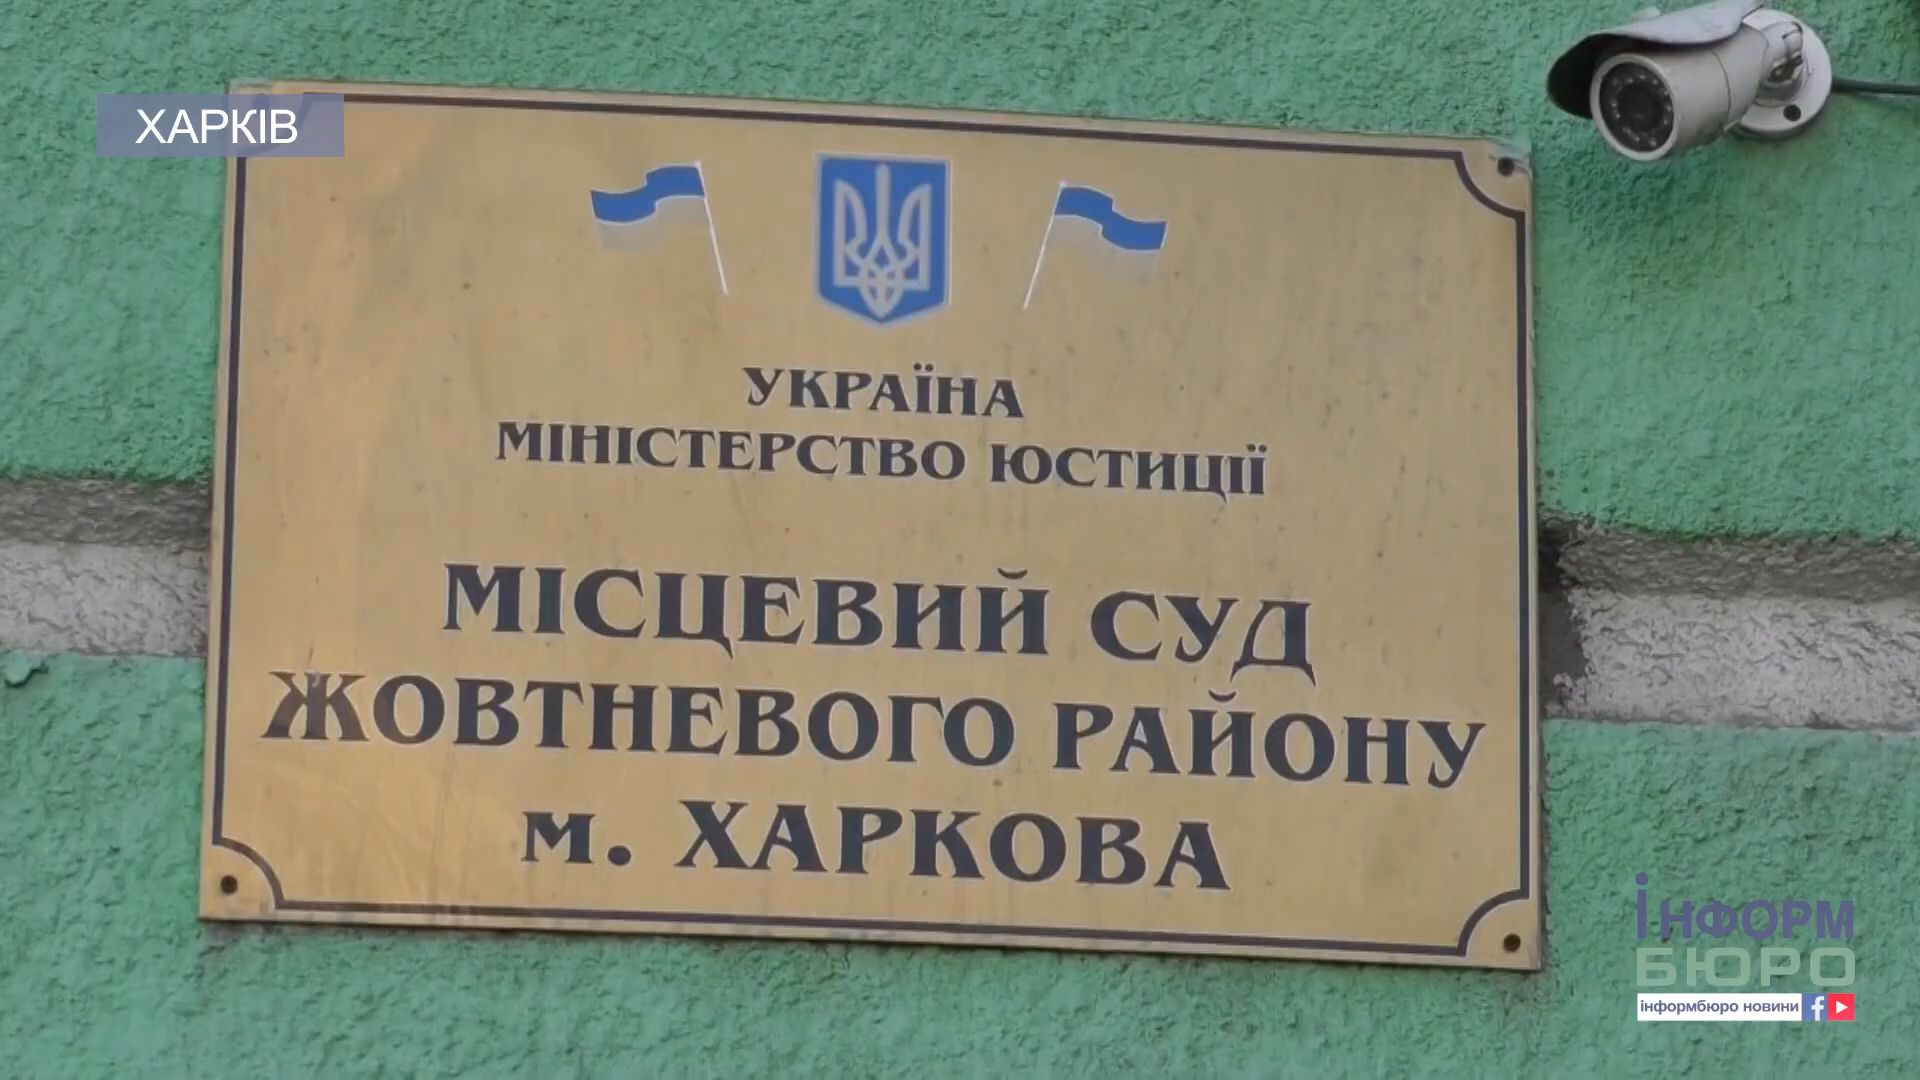 ХАРКІВ
УКРАЇНА
МІНІСТЕРСТВО ЮСТИЦІЇ
МІСЦЕВИЙ СУД
ЖОВТНЕВОГО РАЙОНУ
м. ХАРКОВА
ІНФОРМ
БЮРО
інформбюро новини